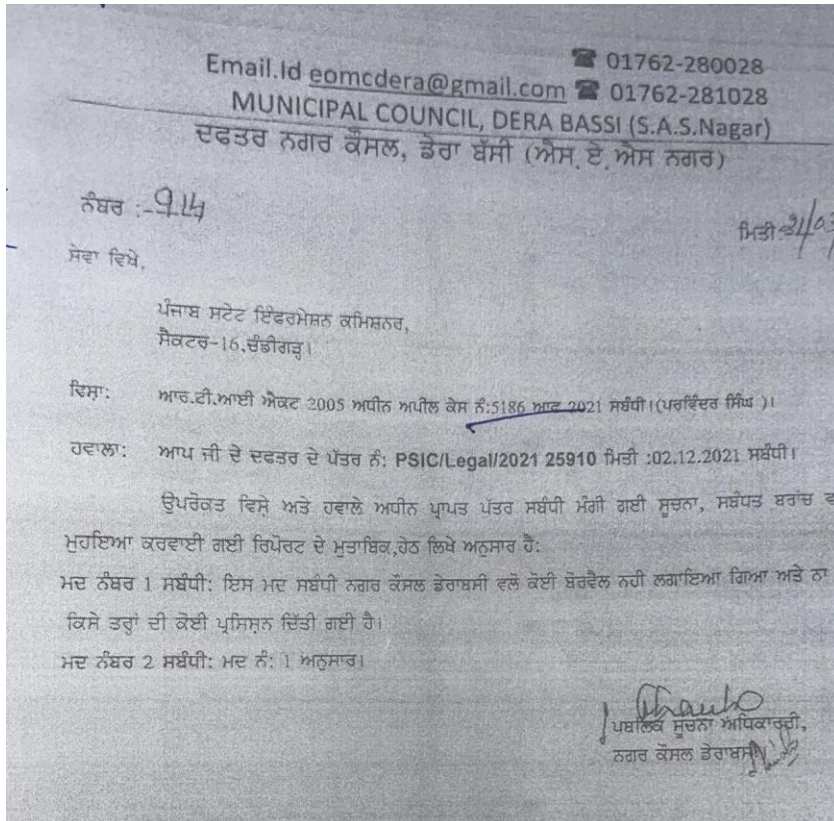 ☎ 01762-280028
Email.Id eomcdera@gmail.com ☎ 01762-281028
MUNICIPAL COUNCIL, DERA BASSI (S.A.S.Nagar)
ਦਫਤਰ ਨਗਰ ਕੌਂਸਲ, ਡੇਰਾ ਬੱਸੀ (ਐਸ.ਏ.ਐਸ ਨਗਰ)
ਨੰਬਰ :-914
ਮਿਤੀ
ਸੇਵਾ ਵਿਖੇ,
ਪੰਜਾਬ ਸਟੇਟ ਇੰਫਰਮੇਸ਼ਨ ਕਮਿਸ਼ਨਰ,
ਸੈਕਟਰ-16,ਚੰਡੀਗੜ੍ਹ।
ਵਿਸ਼ਾ: ਆਰ.ਟੀ.ਆਈ ਐਕਟ 2005 ਅਧੀਨ ਅਪੀਲ ਕੇਸ ਨੰ:5186 ਆਫ 2021 ਸਬੰਧੀ।(ਪਰਵਿੰਦਰ ਸਿੰਘ )।
ਹਵਾਲਾ: ਆਪ ਜੀ ਦੇ ਦਫਤਰ ਦੇ ਪੱਤਰ ਨੰ: PSIC/Legal/2021 25910 ਮਿਤੀ :02.12.2021 ਸਬੰਧੀ।
ਉਪਰੋਕਤ ਵਿਸ਼ੇ ਅਤੇ ਹਵਾਲੇ ਅਧੀਨ ਪ੍ਰਾਪਤ ਪੱਤਰ ਸਬੰਧੀ ਮੰਗੀ ਗਈ ਸੂਚਨਾ, ਸਬੰਧਤ ਬਰਾਂਚ
ਮੁਹਇਆ ਕਰਵਾਈ ਗਈ ਰਿਪੋਰਟ ਦੇ ਮੁਤਾਬਿਕ,ਹੇਠ ਲਿਖੇ ਅਨੁਸਾਰ ਹੈ:
ਮਦ ਨੰਬਰ 1 ਸਬੰਧੀ: ਇਸ ਮਦ ਸਬੰਧੀ ਨਗਰ ਕੌਂਸਲ ਡੇਰਾਬਸੀ ਵਲੋਂ ਕੋਈ ਬੋਰਵੈਲ ਨਹੀ ਲਗਾਇਆ ਗਿਆ ਅਤੇ ਨਾ
ਕਿਸੇ ਤਰ੍ਹਾਂ ਦੀ ਕੋਈ ਪ੍ਰਮਿਸ਼ਨ ਦਿੱਤੀ ਗਈ ਹੈ।
ਮਦ ਨੰਬਰ 2 ਸਬੰਧੀ: ਮਦ ਨੰ: 1 ਅਨੁਸਾਰ।
ਪਬਲਿਕ ਸੂਚਨਾ ਅਧਿਕਾਰਰੀ,
ਨਗਰ ਕੌਂਸਲ ਡੇਰਾਬਸੀ